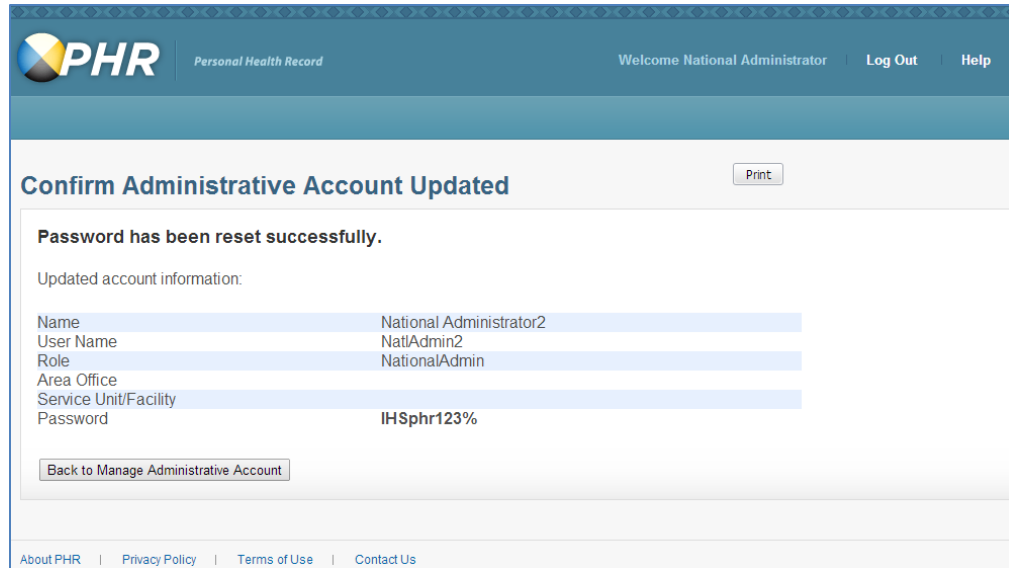 PHR Personal Health Record Welcome National Administrator Log Out Help
Confirm Administrative Account Updated Print
Password has been reset successfully.
Updated account information:
Name National Administrator2
User Name NatlAdmin2
Role NationalAdmin
Area Office
Service Unit/Facility
Password IHSphr123%
Back to Manage Administrative Account
About PHR | Privacy Policy | Terms of Use | Contact Us